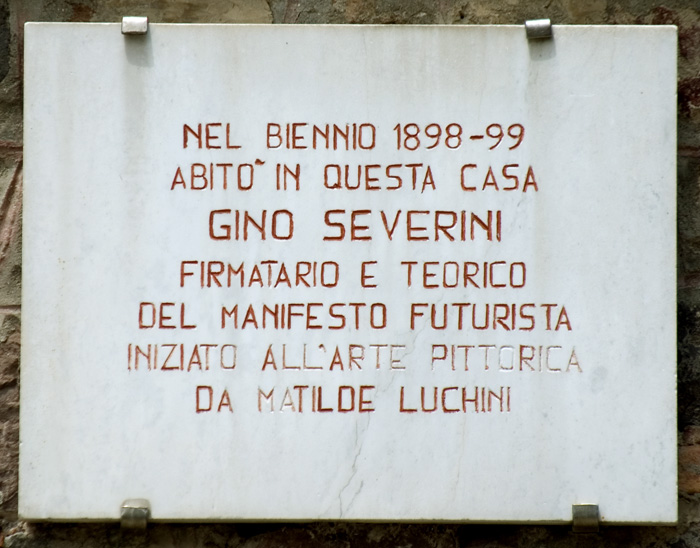 NEL BIENNIO 1898-99
ABITÒ IN QUESTA CASA
GINO SEVERINI
FIRMATARIO E TEORICO
DEL MANIFESTO FUTURISTA
INIZIATO ALL'ARTE PITTORICA
DA MATILDE LUCHINI